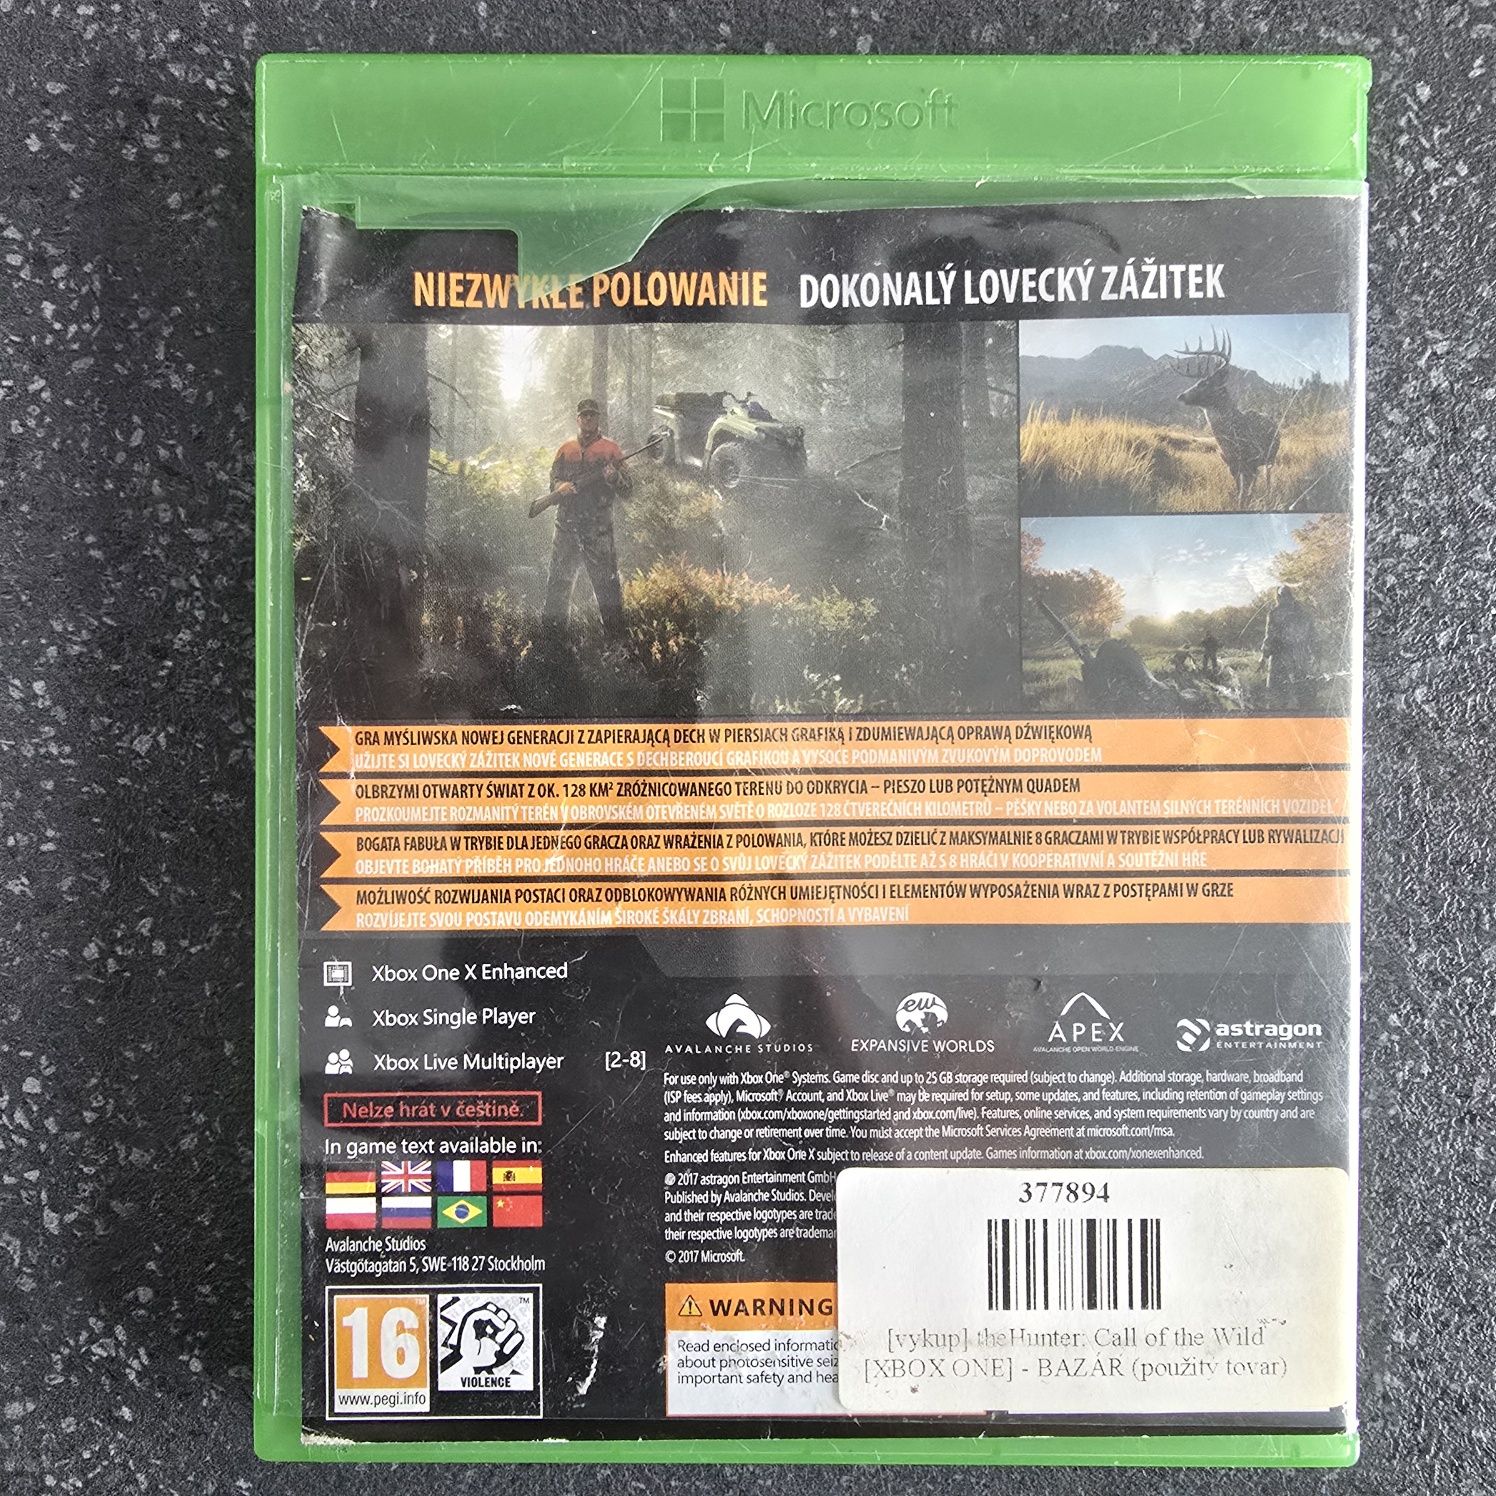 Microsoft
NIEZWYKŁE POLOWANIE DOKONALÝ LOVECKÝ ZÁŽITEK
GRA MYŚLIWSKA NOWEJ GENERACJI Z ZAPIERAJĄCĄ DECH W PIERSIACH GRAFIKĄ I ZDUMIEWAJĄCĄ OPRAWĄ DŹWIĘKOWĄ
UŽIJTE SI LOVECKÝ ZÁŽITEK NOVÉ GENERACE S DECHBEROUCÍ GRAFIKOU A VYSOCE PODMANIVÝM ZVUKOVÝM DOPROVODEM
OLBRZYMI OTWARTY ŚWIAT Z OK. 128 KM² ZRÓŻNICOWANEGO TERENU DO ODKRYCIA – PIESZO LUB POTĘŻNYM QUADEM
PROZKOUMEJTE ROZMANITÝ TERÉN V OBROVSKÉM OTEVŘENÉM SVĚTĚ O ROZLOZE 128 ČTVEREČNÍCH KILOMETRŮ – PĚŠKY NEBO ZA VOLANTEM SILNÝCH TERÉNNÍCH VOZIDEL
BOGATA FABUŁA W TRYBIE DLA JEDNEGO GRACZA ORAZ WRAŻENIA Z POLOWANIA, KTÓRE MOŻESZ DZIELIĆ Z MAKSYMALNIE 8 GRACZAMI W TRYBIE WSPÓŁPRACY LUB RYWALIZACJI
OBJEVTE BOHATÝ PŘÍBĚH PRO JEDNOHO HRÁČE ANEBO SE O SVŮJ LOVECKÝ ZÁŽITEK PODĚLTE AŽ S 8 HRÁČI V KOOPERATIVNÍ A SOUTĚŽNÍ HŘE
MOŻLIWOŚĆ ROZWIJANIA POSTACI ORAZ ODBLOKOWYWANIA RÓŻNYCH UMIEJĘTNOŚCI I ELEMENTÓW WYPOSAŻENIA WRAZ Z POSTĘPAMI W GRZE
ROZVÍJEJTE SVOU POSTAVU ODEMYKÁNÍM ŠIROKÉ ŠKÁLY ZBRANÍ, SCHOPNOSTÍ A VYBAVENÍ
Xbox One X Enhanced
Xbox Single Player
Xbox Live Multiplayer [2-8]
Nelze hrát v češtině.
In game text available in:
Avalanche Studios
Västgötagatan 5, SWE-118 27 Stockholm
16
www.pegi.info
VIOLENCE
TM
AVALANCHE STUDIOS
ew
EXPANSIVE WORLDS
APEX
AVALANCHE OPEN WORLD ENGINE
astragon
ENTERTAINMENT
For use only with Xbox One® Systems. Game disc and up to 25 GB storage required (subject to change). Additional storage, hardware, broadband
(ISP fees apply), Microsoft® Account, and Xbox Live® may be required for setup, some updates, and features, including retention of gameplay settings
and information (xbox.com/xboxone/gettingstarted and xbox.com/live). Features, online services, and system requirements vary by country and are
subject to change or retirement over time. You must accept the Microsoft Services Agreement at microsoft.com/msa.
Enhanced features for Xbox One X subject to release of a content update. Games information at xbox.com/xonexenhanced.
© 2017 astragon Entertainment GmbH
Published by Avalanche Studios. Devel
and their respective logotypes are trade
their respective logotypes are trademar
© 2017 Microsoft.
WARNING
Read enclosed informatio
about photosensitive seiz
important safety and hea
377894
[vykup] theHunter: Call of the Wild
[XBOX ONE] - BAZÁR (použitý tovar)